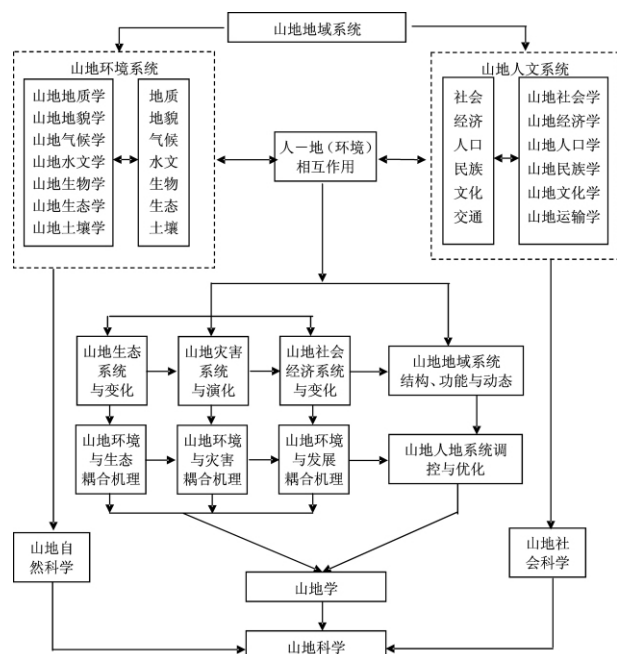 山地地域系统
山地环境系统
山地地质学
山地地貌学
山地气候学
山地水文学
山地生物学
山地生态学
山地土壤学
地质
地貌
气候
水文
生物
生态
土壤
人－地（环境）
相互作用
山地人文系统
社会
经济
人口
民族
文化
交通
山地社会学
山地经济学
山地人口学
山地民族学
山地文化学
山地运输学
山地生态
系统
与变化
山地灾害
系统
与演化
山地社会
经济系统
与变化
山地地域系统
结构、功能与动态
山地环境
与生态
耦合机理
山地环境
与灾害
耦合机理
山地环境
与发展
耦合机理
山地人地系统调
控与优化
山地自
然科学
山地学
山地社
会科学
山地科学